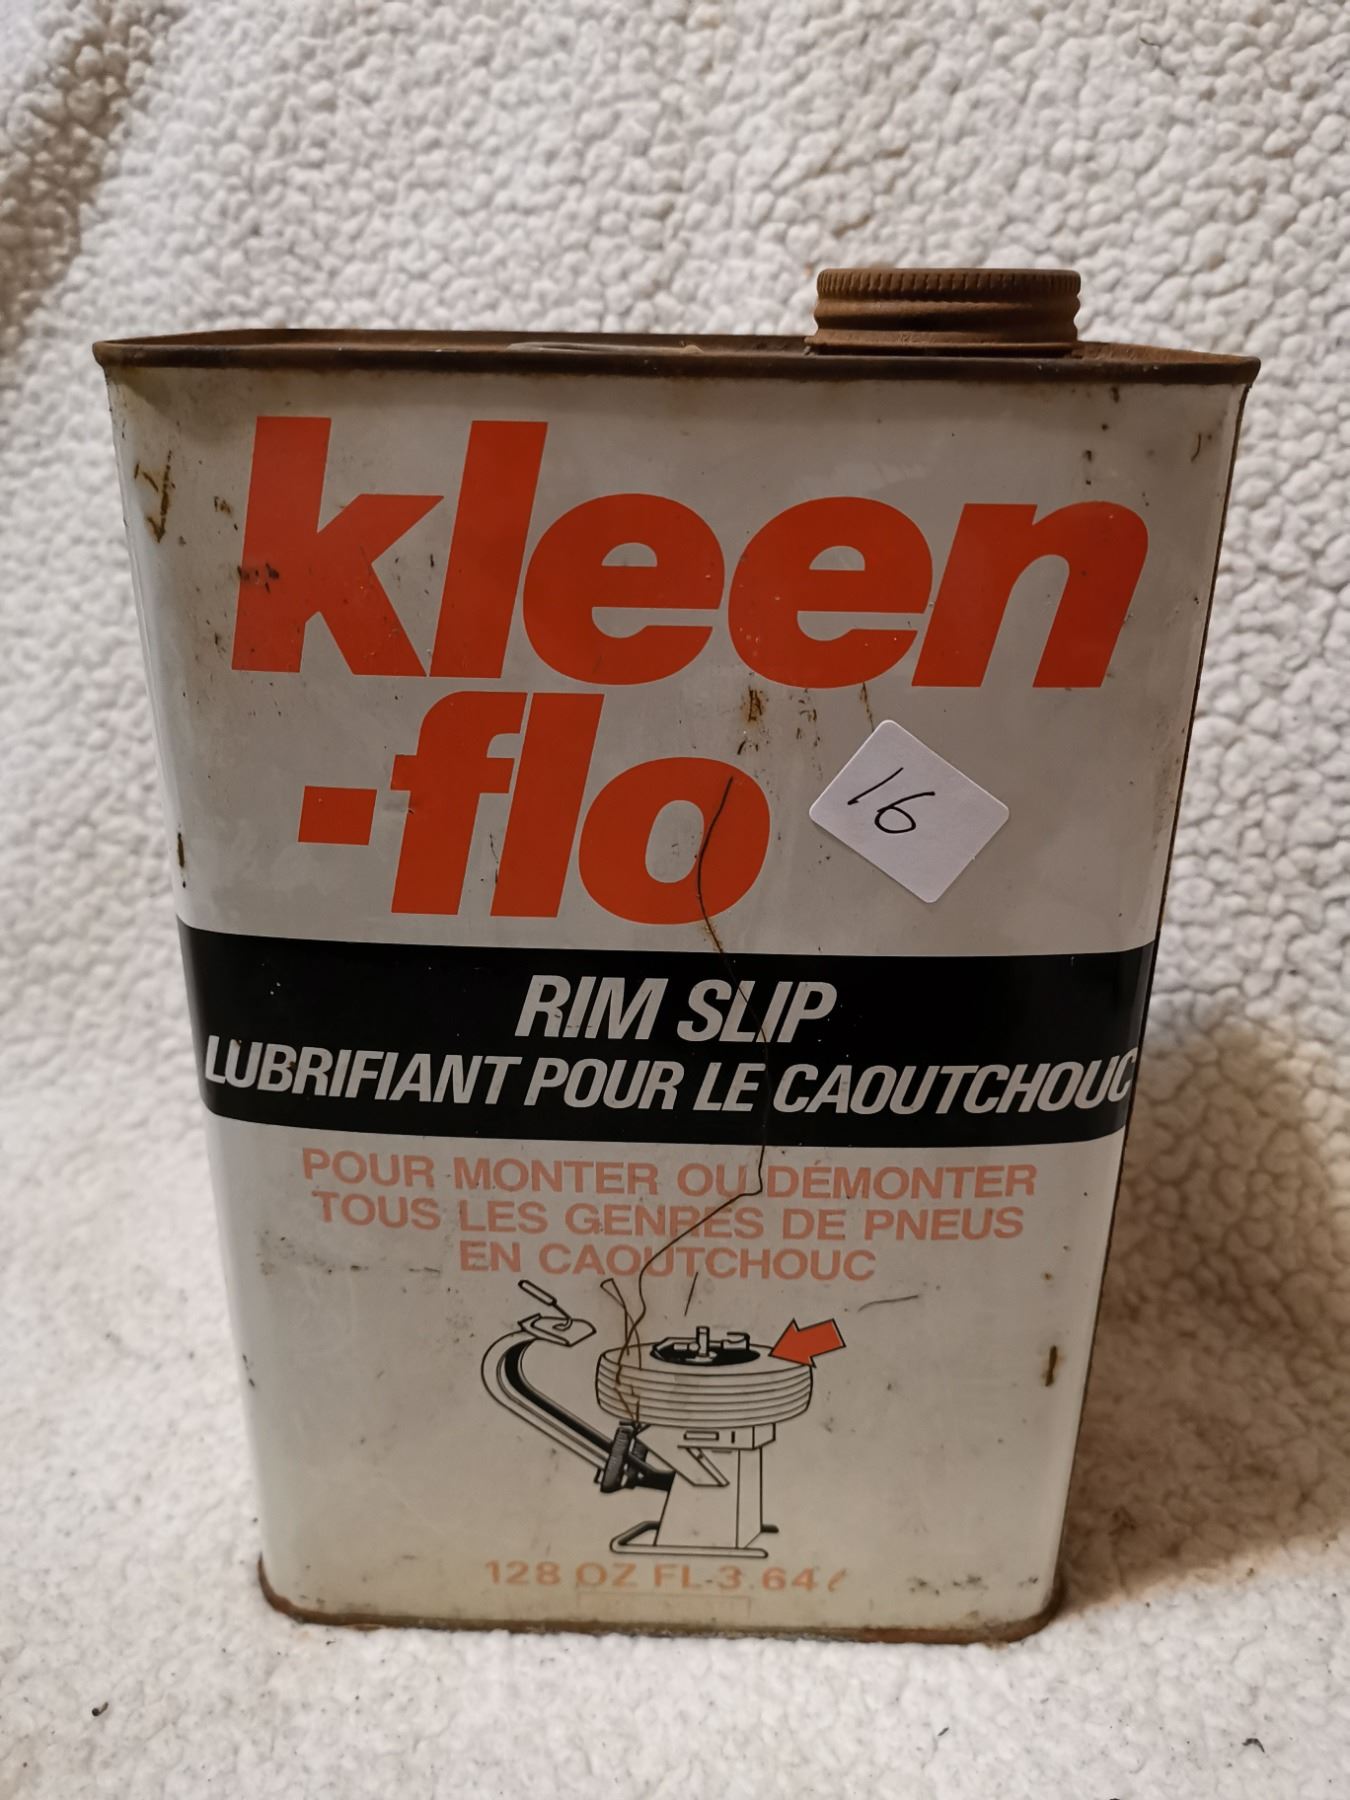 kleen
-flo
16
RIM SLIP
LUBRIFIANT POUR LE CAOUTCHOUC
POUR MONTER OU DÉMONTER
TOUS LES GENRES DE PNEUS
EN CAOUTCHOUC
128 OZ FL-3.64 ℓ